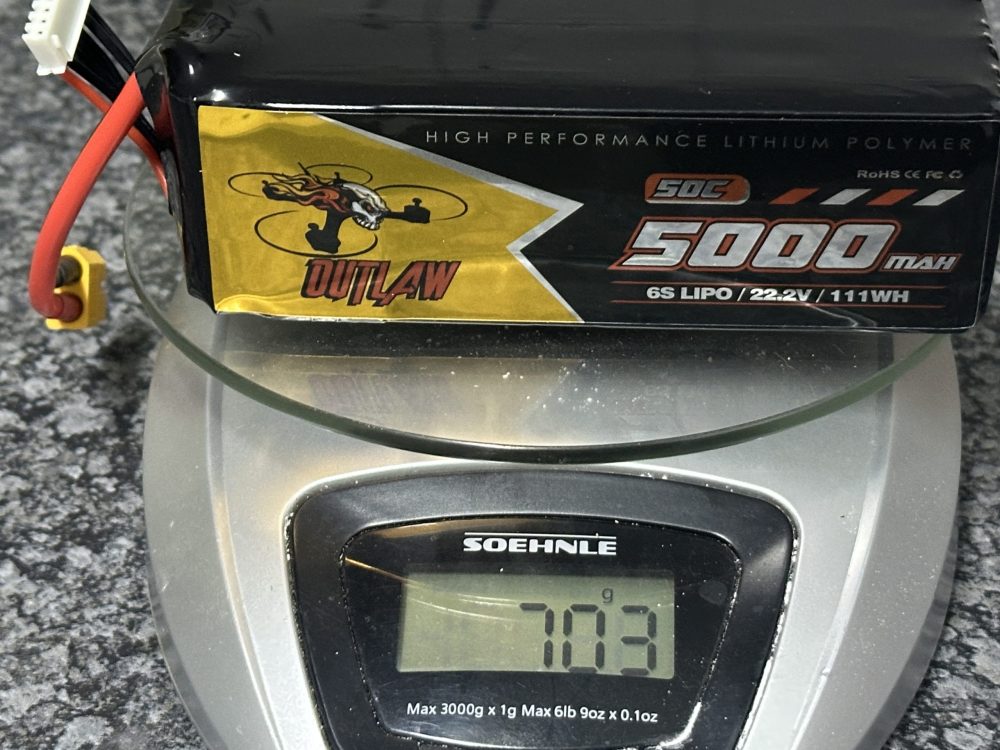 HIGH PERFORMANCE LITHIUM POLYMER
RoHS CE FC
50C
5000mAH
6S LIPO / 22.2V / 111WH
OUTLAW
SOEHNLE
g
703
Max 3000g x 1g Max 6lb 9oz x 0.1oz